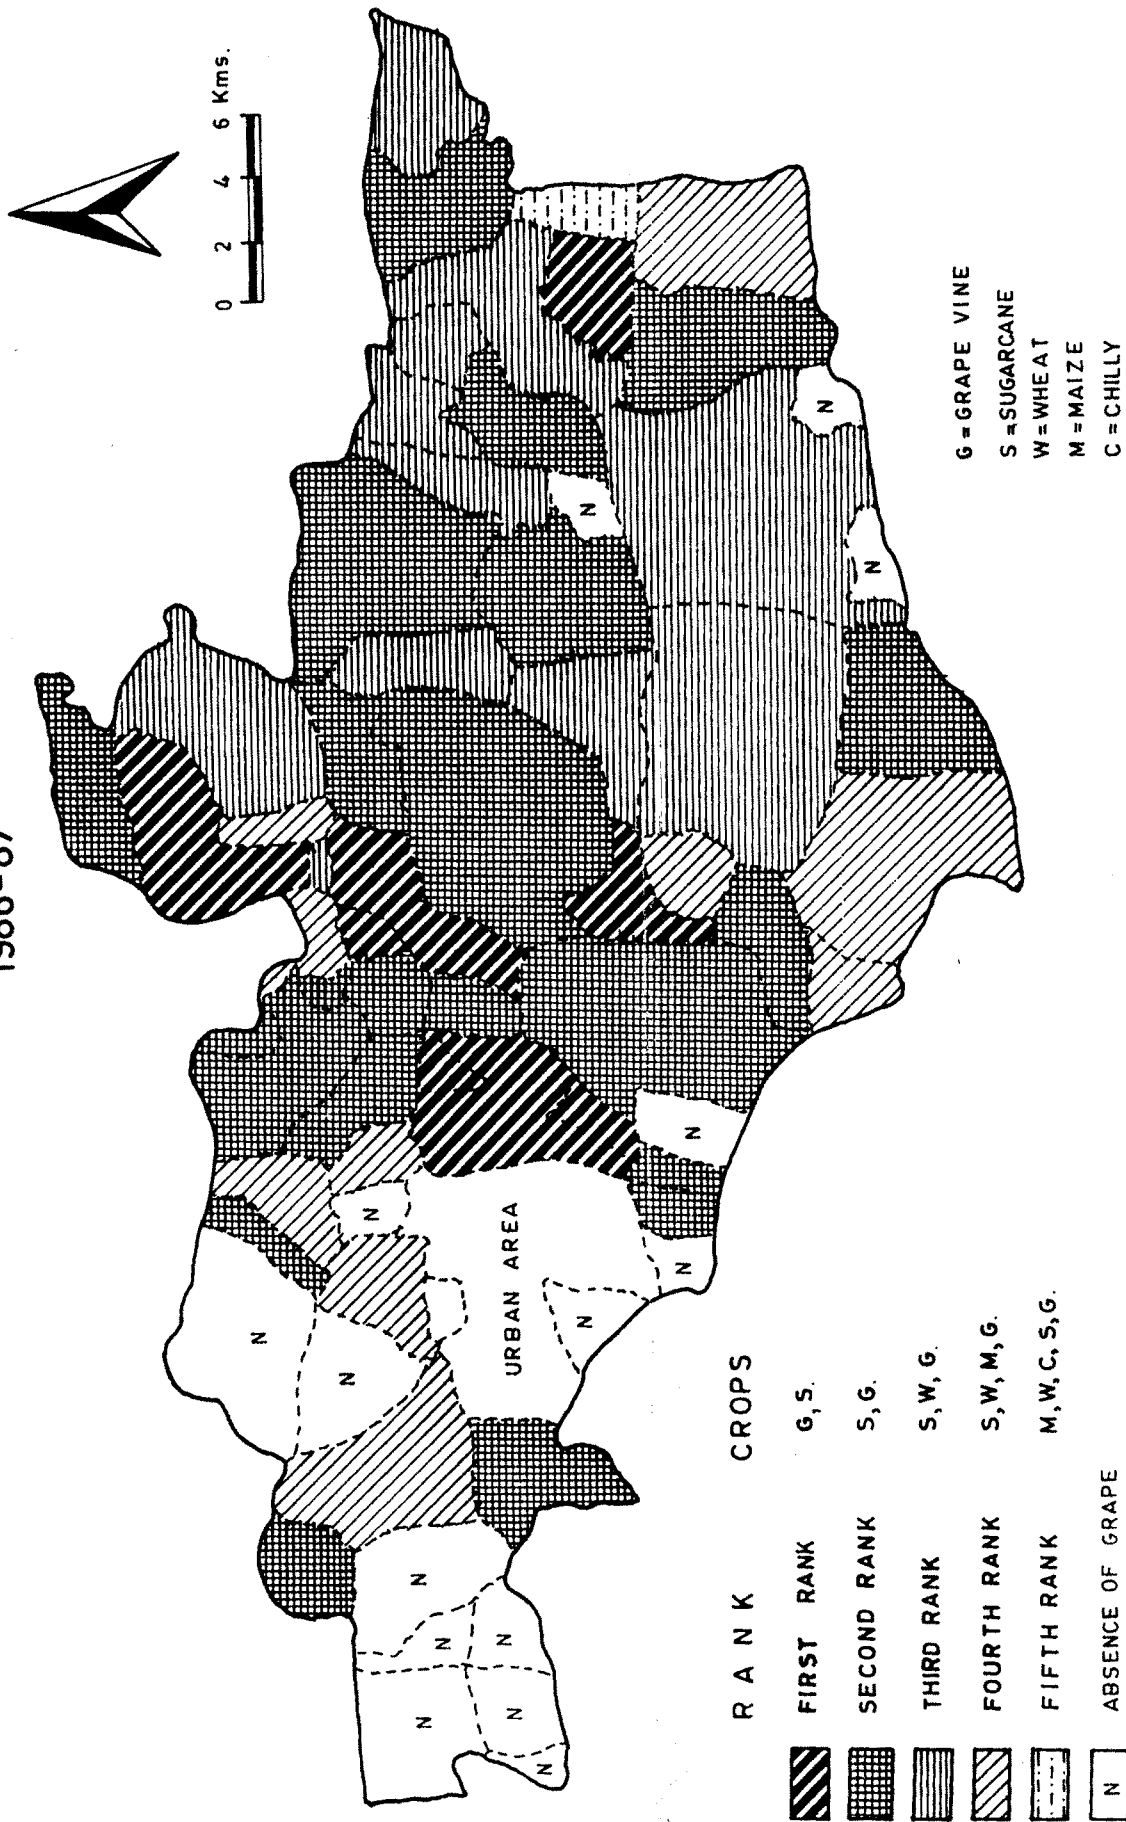 1986-87
0 2 4 6 Kms.
N
N
N
N
N
N
N
N
N
URBAN AREA
N
N
N
N
N
N
N
RANK CROPS
FIRST RANK G, S.
SECOND RANK S, G.
THIRD RANK S, W, G.
FOURTH RANK S, W, M, G.
FIFTH RANK M, W, C, S, G.
N ABSENCE OF GRAPE
G = GRAPE VINE
S = SUGARCANE
W = WHEAT
M = MAIZE
C = CHILLY